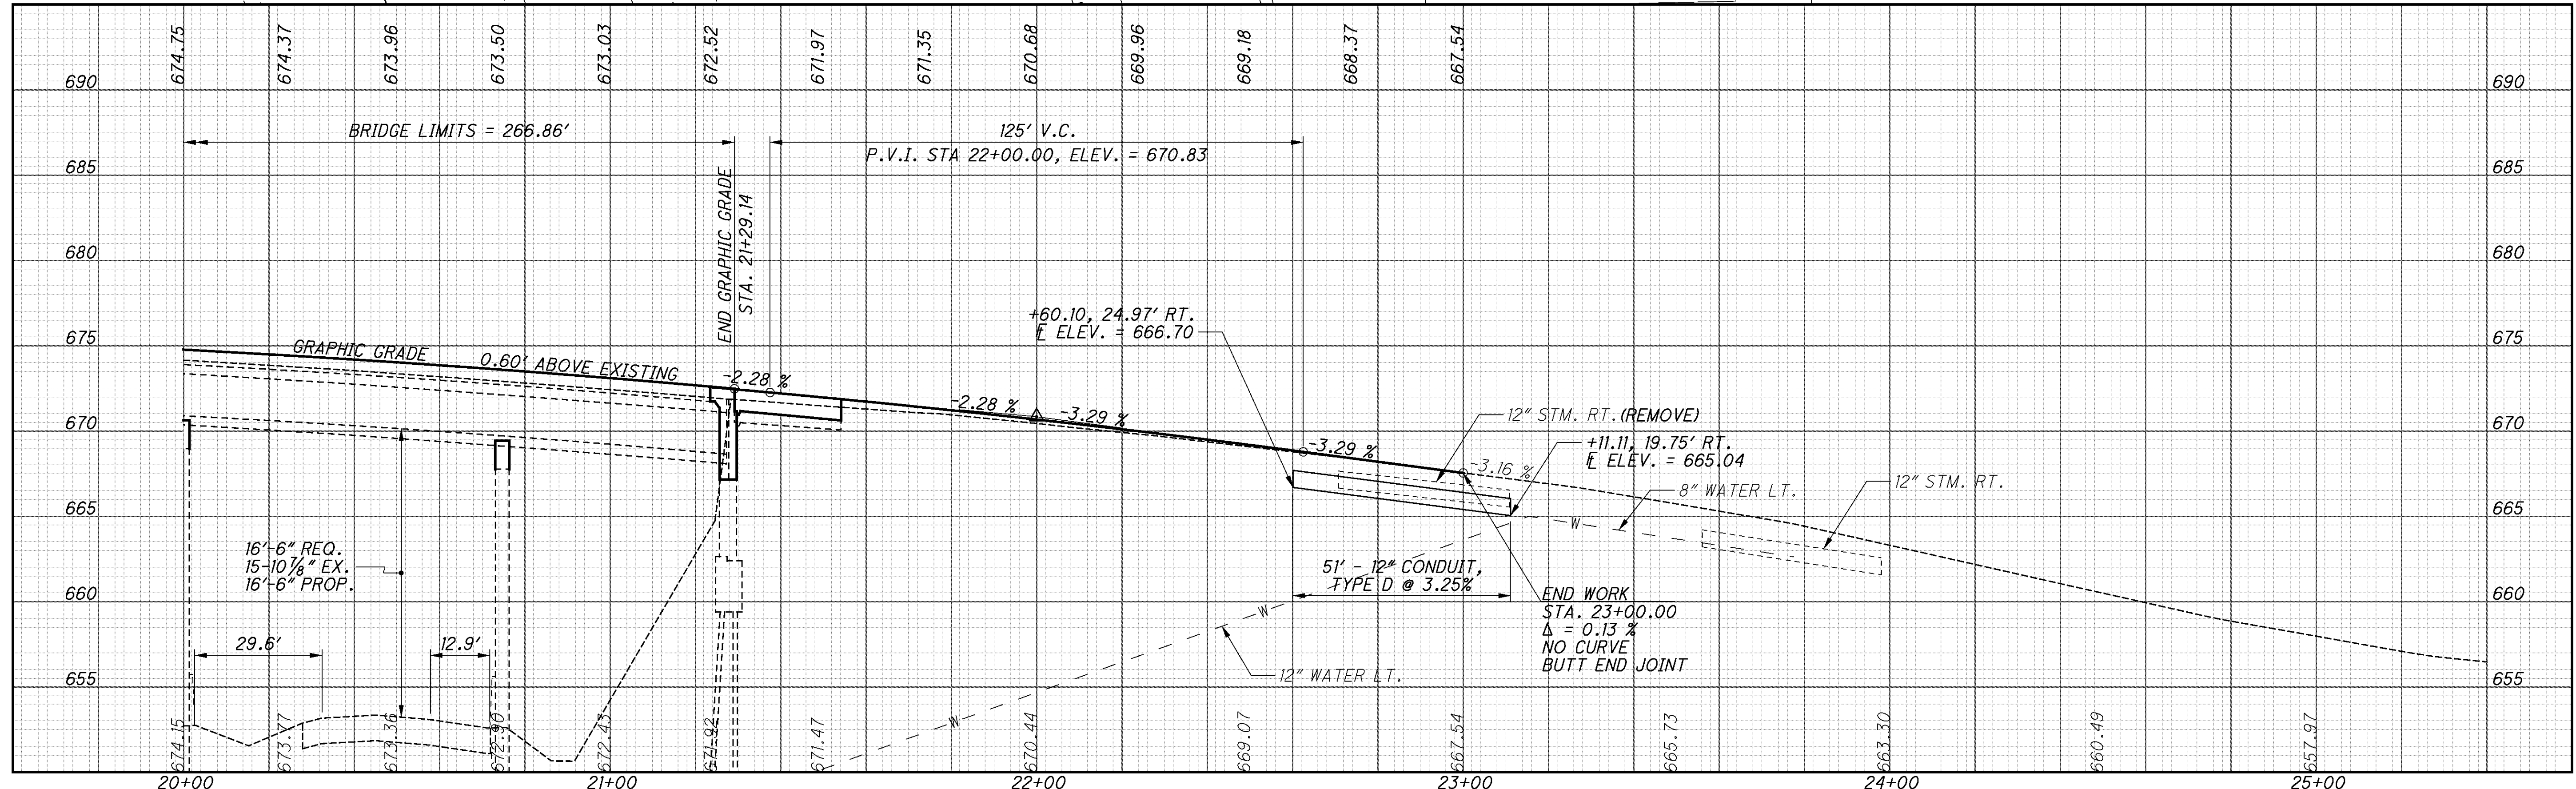 674.75
674.37
673.96
673.50
673.03
672.52
671.97
671.35
670.68
669.96
669.18
668.37
667.54
690
690
BRIDGE LIMITS = 266.86'
125' V.C.
P.V.I. STA 22+00.00, ELEV. = 670.83
685
685
END GRAPHIC GRADE
STA. 21+29.14
680
680
+60.10, 24.97' RT.
℄ ELEV. = 666.70
675
675
GRAPHIC GRADE
0.60' ABOVE EXISTING
-2.28 %
-2.28 %
Δ
-3.29 %
12" STM. RT.(REMOVE)
670
670
-3.29 %
+11.11, 19.75' RT.
℄ ELEV. = 665.04
-3.16 %
8" WATER LT.
12" STM. RT.
665
665
W
16'-6" REQ.
15-10⅞" EX.
16'-6" PROP.
51' - 12" CONDUIT,
TYPE D @ 3.25%
660
660
W
END WORK
STA. 23+00.00
Δ = 0.13 %
NO CURVE
BUTT END JOINT
29.6'
12.9'
12" WATER LT.
655
655
W
674.15
673.77
673.36
672.90
672.43
671.92
671.47
670.44
669.07
667.54
665.73
663.30
660.49
657.97
20+00
21+00
22+00
23+00
24+00
25+00